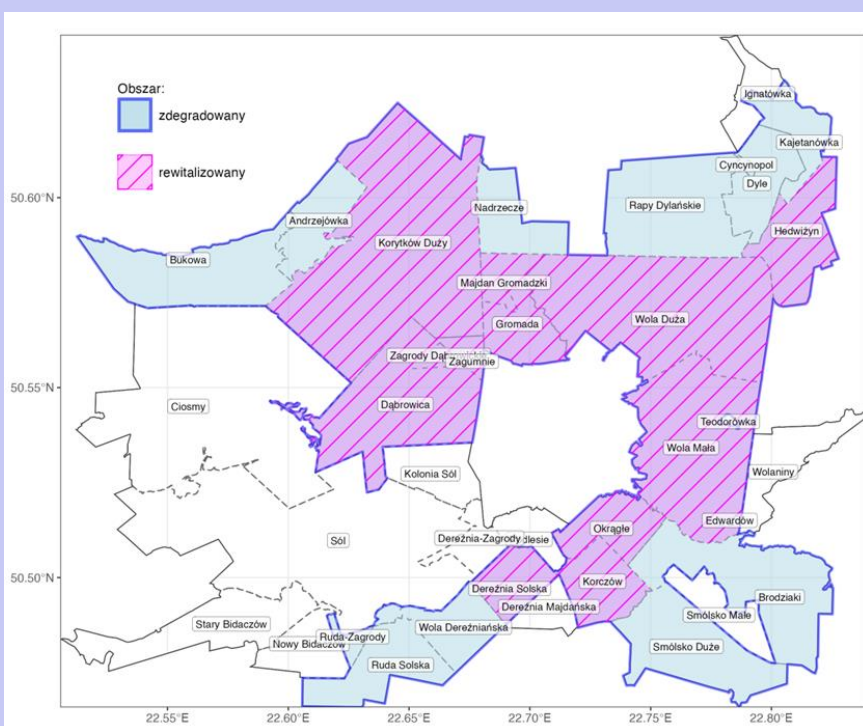 Obszar:
zdegradowany
rewitalizowany
Ignatówka
Kajetanówka
Cyncynopol
Dyle
50.60°N
Nadrzecze
Rapy Dylańskie
Andrzejówka
Hedwiżyn
Korytków Duży
Bukowa
Majdan Gromadzki
Gromada
Wola Duża
Zagrody
Zagumnie
50.55°N
Ciosmy
Dąbrowica
Teodorówka
Wola Mała
Kolonia Sól
Wolaniny
Edwardów
Okrągłe
Sól
Dereźnia-Zagrody
50.50°N
Dereźnia Solska
Korczów
Brodziaki
Dereźnia Majdańska
Smólsko Małe
Stary Bidaczów
Wola Dereźniańska
Ruda-Zagrody
Nowy Bidaczów
Smólsko Duże
Ruda Solska
22.55°E 22.60°E 22.65°E 22.70°E 22.75°E 22.80°E